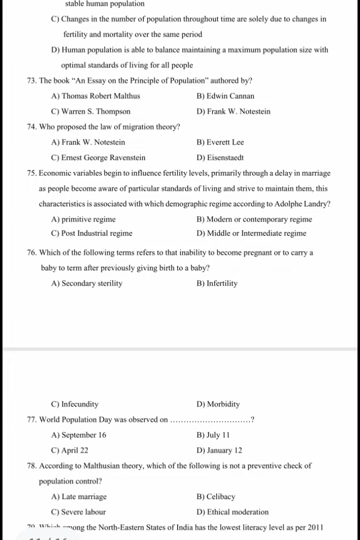 stable human population
C) Changes in the number of population throughout time are solely due to changes in
fertility and mortality over the same period
D) Human population is able to balance maintaining a maximum population size with
optimal standards of living for all people
73. The book “An Essay on the Principle of Population” authored by?
A) Thomas Robert Malthus B) Edwin Cannan
C) Warren S. Thompson D) Frank W. Notestein
74. Who proposed the law of migration theory?
A) Frank W. Notestein B) Everett Lee
C) Ernest George Ravenstein D) Eisenstaedt
75. Economic variables begin to influence fertility levels, primarily through a delay in marriage
as people become aware of particular standards of living and strive to maintain them, this
characteristics is associated with which demographic regime according to Adolphe Landry?
A) primitive regime B) Modern or contemporary regime
C) Post Industrial regime D) Middle or Intermediate regime
76. Which of the following terms refers to that inability to become pregnant or to carry a
baby to term after previously giving birth to a baby?
A) Secondary sterility B) Infertility
C) Infecundity D) Morbidity
77. World Population Day was observed on ………………………?
A) September 16 B) July 11
C) April 22 D) January 12
78. According to Malthusian theory, which of the following is not a preventive check of
population control?
A) Late marriage B) Celibacy
C) Severe labour D) Ethical moderation
79. Which among the North-Eastern States of India has the lowest literacy level as per 2011